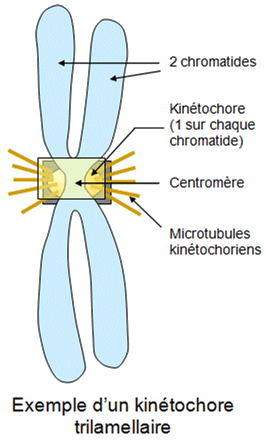 2 chromatides
Kinétochore
(1 sur chaque
chromatide)
Centromère
Microtubules
kinétochoriens
Exemple d'un kinétochore
trilamellaire